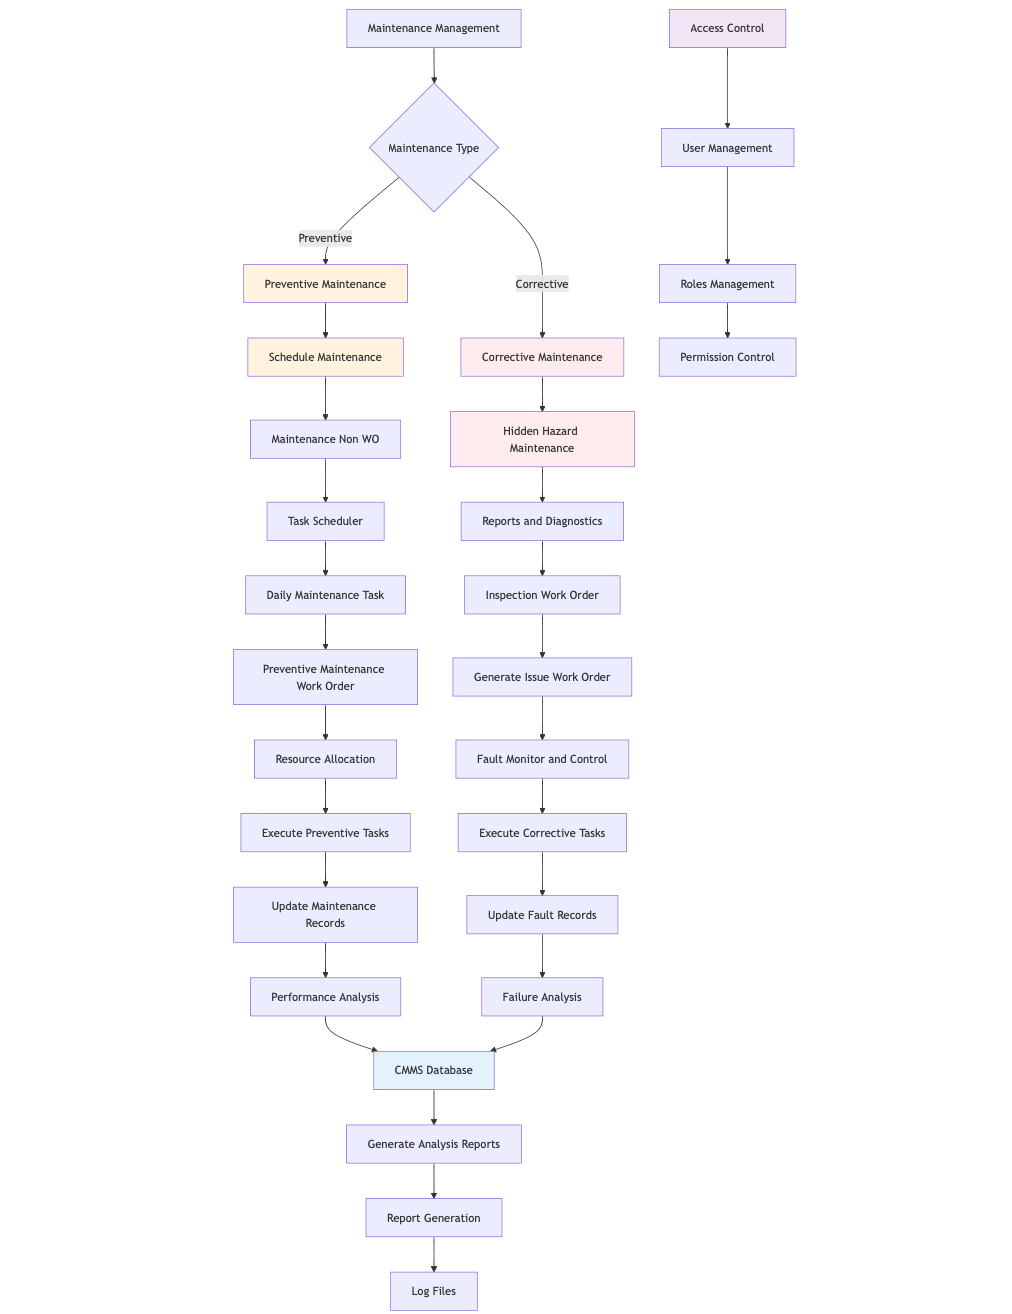 Maintenance Management
Access Control
Maintenance Type
User Management
Preventive
Preventive Maintenance
Corrective
Roles Management
Schedule Maintenance
Corrective Maintenance
Permission Control
Maintenance Non WO
Hidden Hazard
Maintenance
Task Scheduler
Reports and Diagnostics
Daily Maintenance Task
Inspection Work Order
Preventive Maintenance
Work Order
Generate Issue Work Order
Resource Allocation
Fault Monitor and Control
Execute Preventive Tasks
Execute Corrective Tasks
Update Maintenance
Records
Update Fault Records
Performance Analysis
Failure Analysis
CMMS Database
Generate Analysis Reports
Report Generation
Log Files